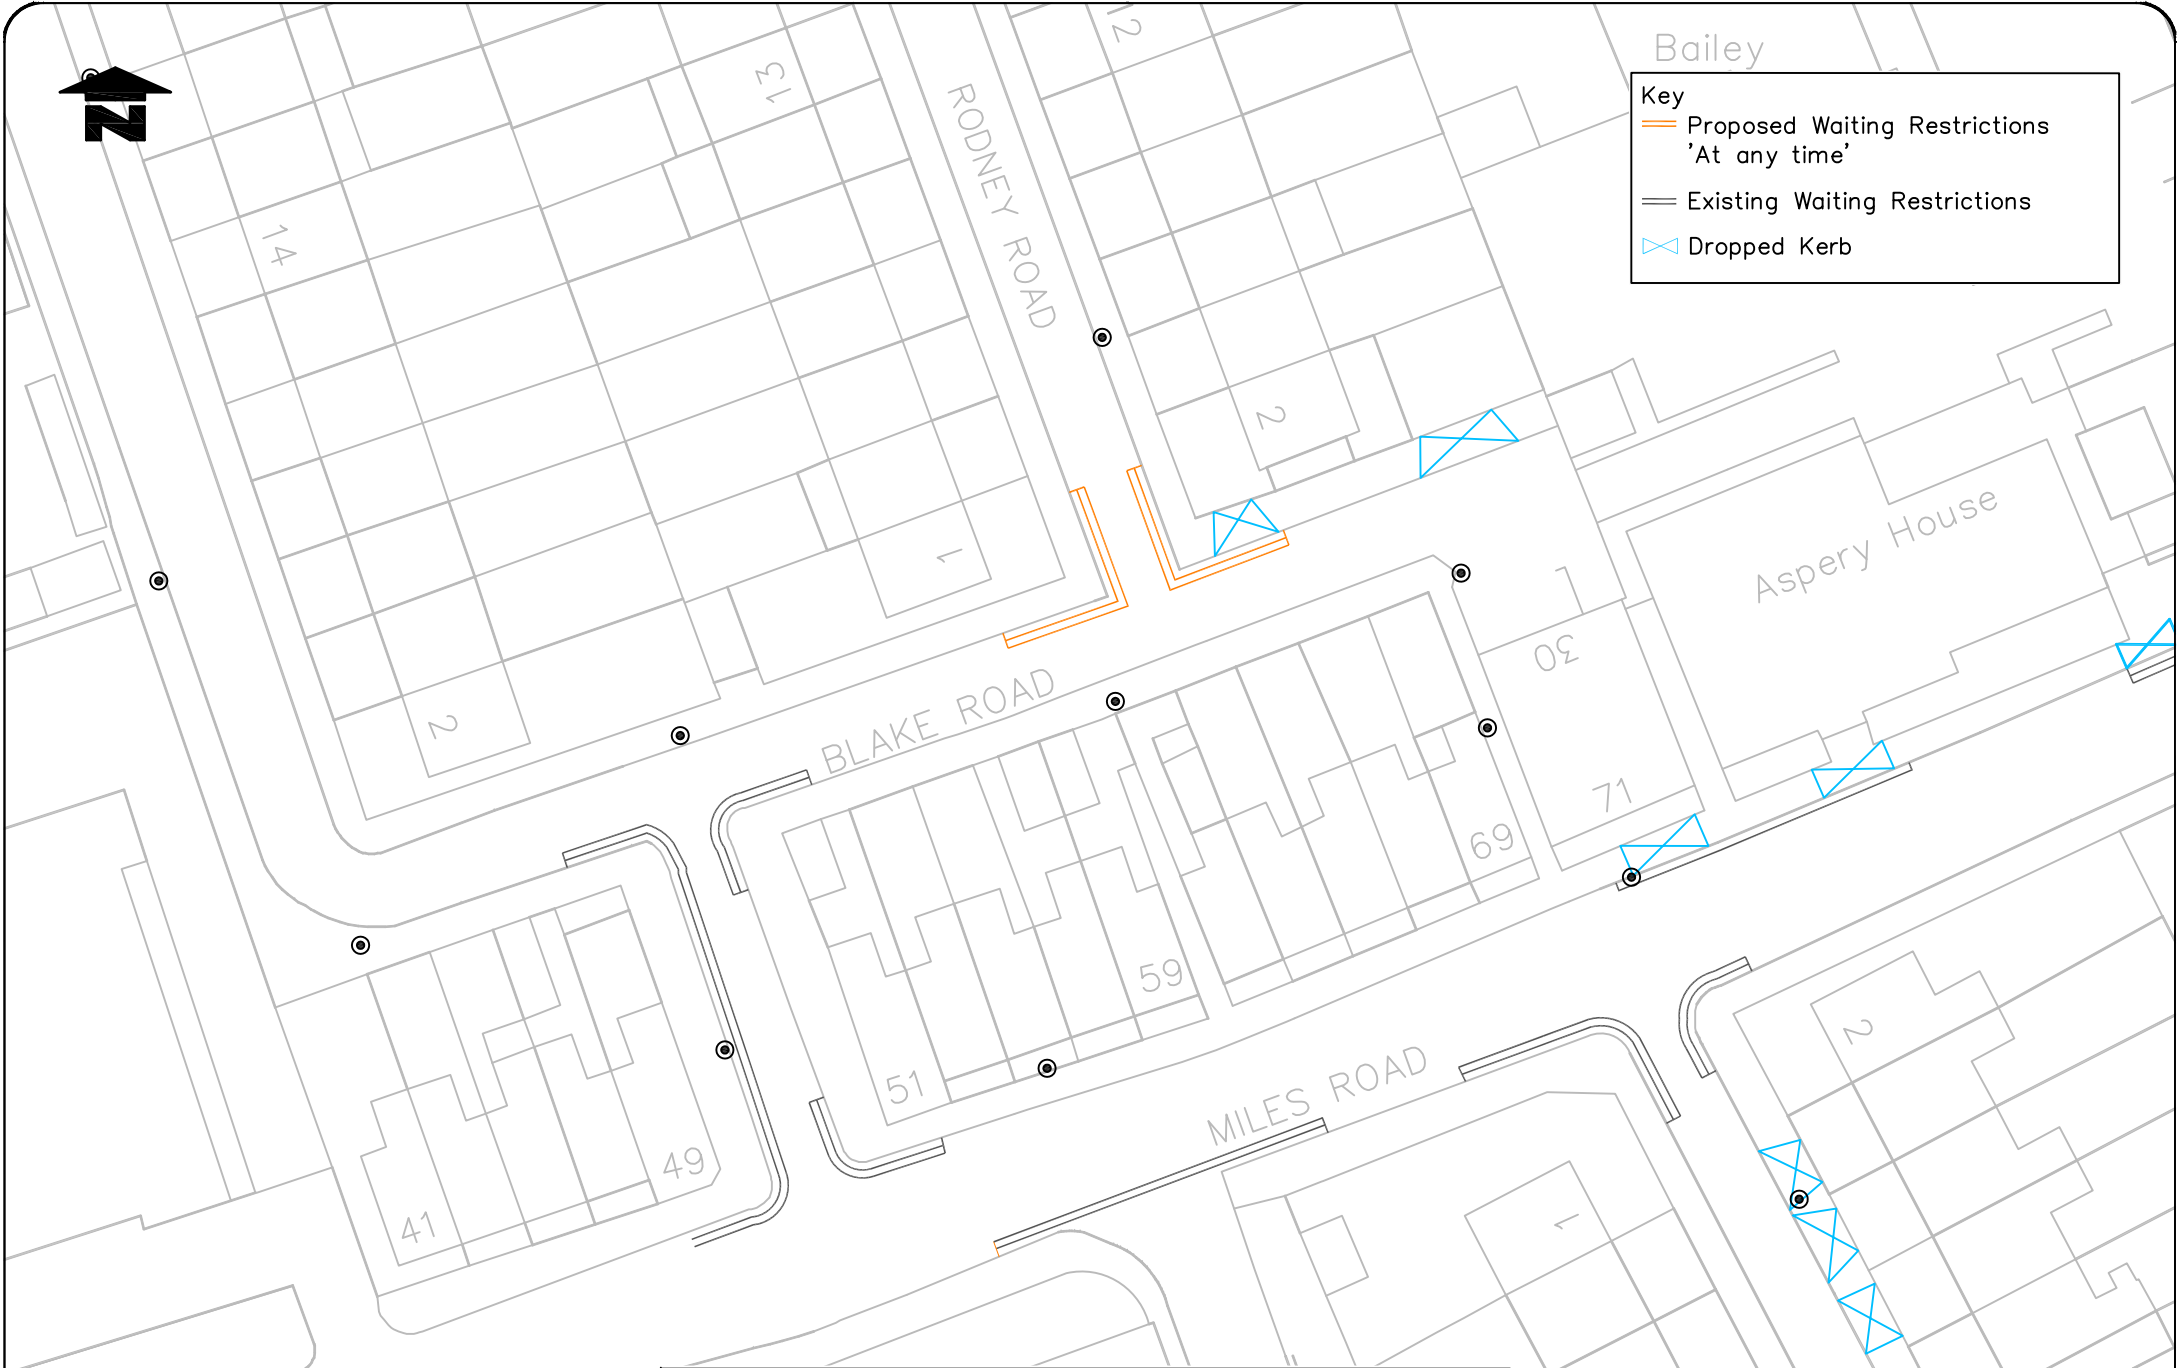 Bailey
Key
Proposed Waiting Restrictions
'At any time'
Existing Waiting Restrictions
Dropped Kerb
N
12
13
RODNEY ROAD
14
2
1
Aspery House
30
2
BLAKE ROAD
71
69
59
51
49
41
MILES ROAD
2
1